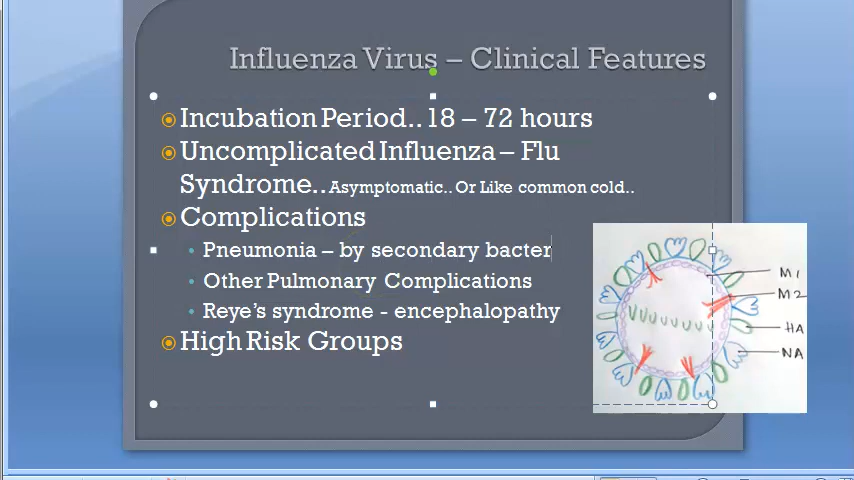 Influenza Virus – Clinical Features
Incubation Period.. 18 – 72 hours
Uncomplicated Influenza – Flu
Syndrome.. Asymptomatic.. Or Like common cold..
Complications
Pneumonia – by secondary bacter
Other Pulmonary Complications
Reye's syndrome - encephalopathy
High Risk Groups
M1
M2
HA
NA